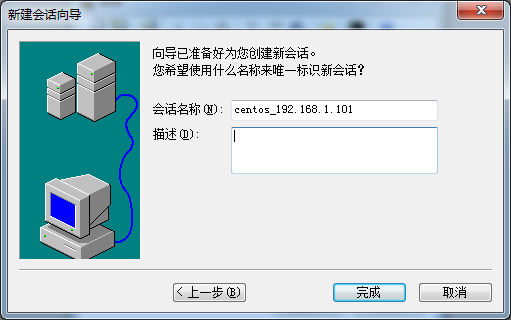 新建会话向导
向导已准备好为您创建新会话。
您希望使用什么名称来唯一标识新会话?
会话名称(N): centos_192.168.1.101
描述(D):
< 上一步(B)
完成
取消